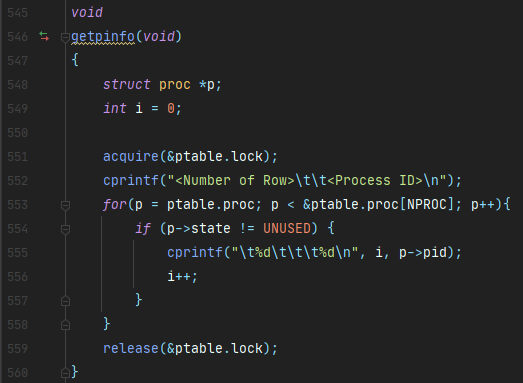 545 void
546 getpinfo(void)
547 {
548     struct proc *p;
549     int i = 0;
550
551     acquire(&ptable.lock);
552     cprintf("<Number of Row>\t\t<Process ID>\n");
553     for(p = ptable.proc; p < &ptable.proc[NPROC]; p++){
554         if (p->state != UNUSED) {
555             cprintf("\t%d\t\t\t%d\n", i, p->pid);
556             i++;
557         }
558     }
559     release(&ptable.lock);
560 }